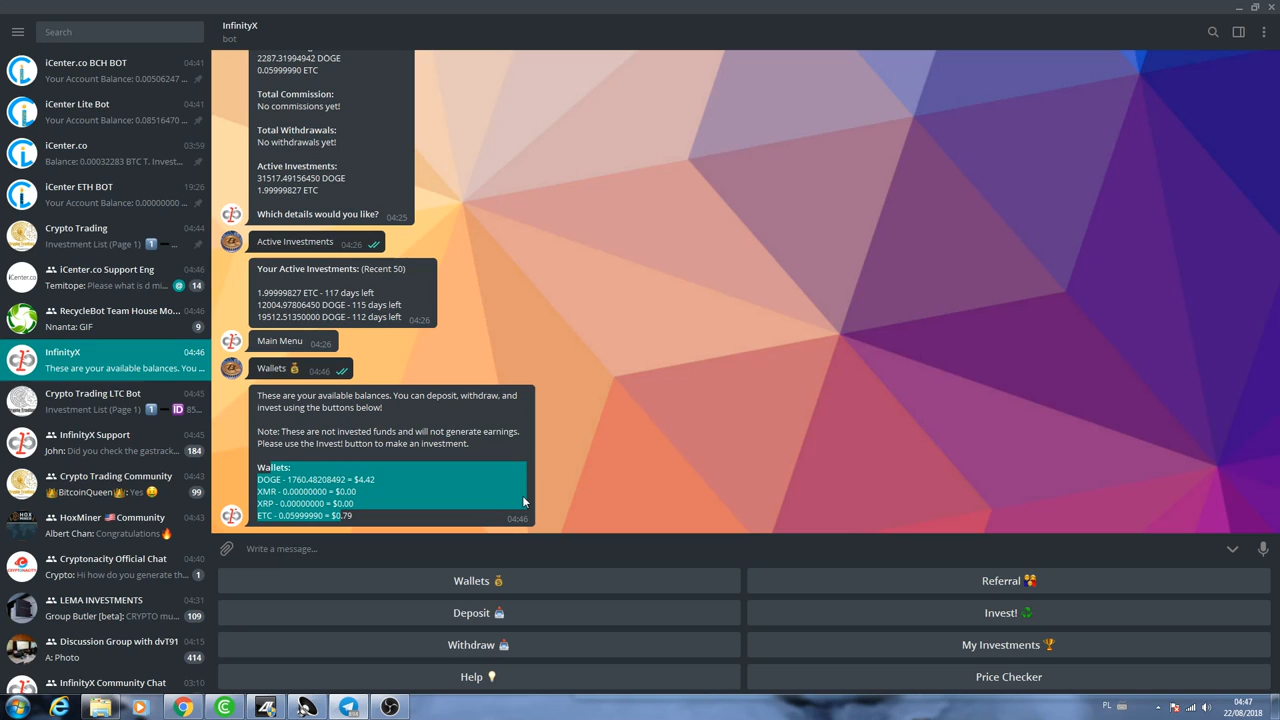 Search
iCenter.co BCH BOT 04:41
Your Account Balance: 0.00506247 ...
iCenter Lite Bot 04:41
Your Account Balance: 0.08516470 ...
iCenter.co 03:59
Balance: 0.00032283 BTC T. Invest...
iCenter ETH BOT 19:26
Your Account Balance: 0.00000000 ...
Crypto Trading 04:44
Investment List (Page 1) 1️⃣ ➖ ...
iCenter.co Support Eng 04:46
Temitope: Please what is d mi... @ 14
RecycleBot Team House Mo... 04:46
Nnanta: GIF 9
InfinityX 04:46
These are your available balances. You ...
Crypto Trading LTC Bot 04:45
Investment List (Page 1) 1️⃣ ➖ 🆔 85...
InfinityX Support 04:45
John: Did you check the gastrack... 184
Crypto Trading Community 04:43
👑BitcoinQueen👑: Yes 😄 99
HoxMiner 🇺🇸Community 04:43
Albert Chan: Congratulations🔥
Cryptonacity Official Chat 04:40
Crypto: Hi how do you generate th... 1
LEMA INVESTMENTS 04:31
Group Butler [beta]: CRYPTO mu... 109
Discussion Group with dvT91 04:15
A: Photo 414
InfinityX Community Chat 03:10
InfinityX
bot
2287.31994942 DOGE
0.05999990 ETC
Total Commission:
No commissions yet!
Total Withdrawals:
No withdrawals yet!
Active Investments:
31517.49156450 DOGE
1.99999827 ETC
Which details would you like? 04:25
Active Investments 04:26
Your Active Investments: (Recent 50)
1.99999827 ETC - 117 days left
12004.97806450 DOGE - 115 days left
19512.51350000 DOGE - 112 days left
04:26
Main Menu 04:26
Wallets 💰 04:46
These are your available balances. You can deposit, withdraw, and
invest using the buttons below!
Note: These are not invested funds and will not generate earnings.
Please use the Invest! button to make an investment.
Wallets:
DOGE - 1760.48208492 = $4.42
XMR - 0.00000000 = $0.00
XRP - 0.00000000 = $0.00
ETC - 0.05999990 = $0.79
04:46
Write a message...
Wallets 💰
Referral 👫
Deposit 📥
Invest! ♻️
Withdraw 📤
My Investments 🏆
Help 💡
Price Checker
PL
04:47
22/08/2018